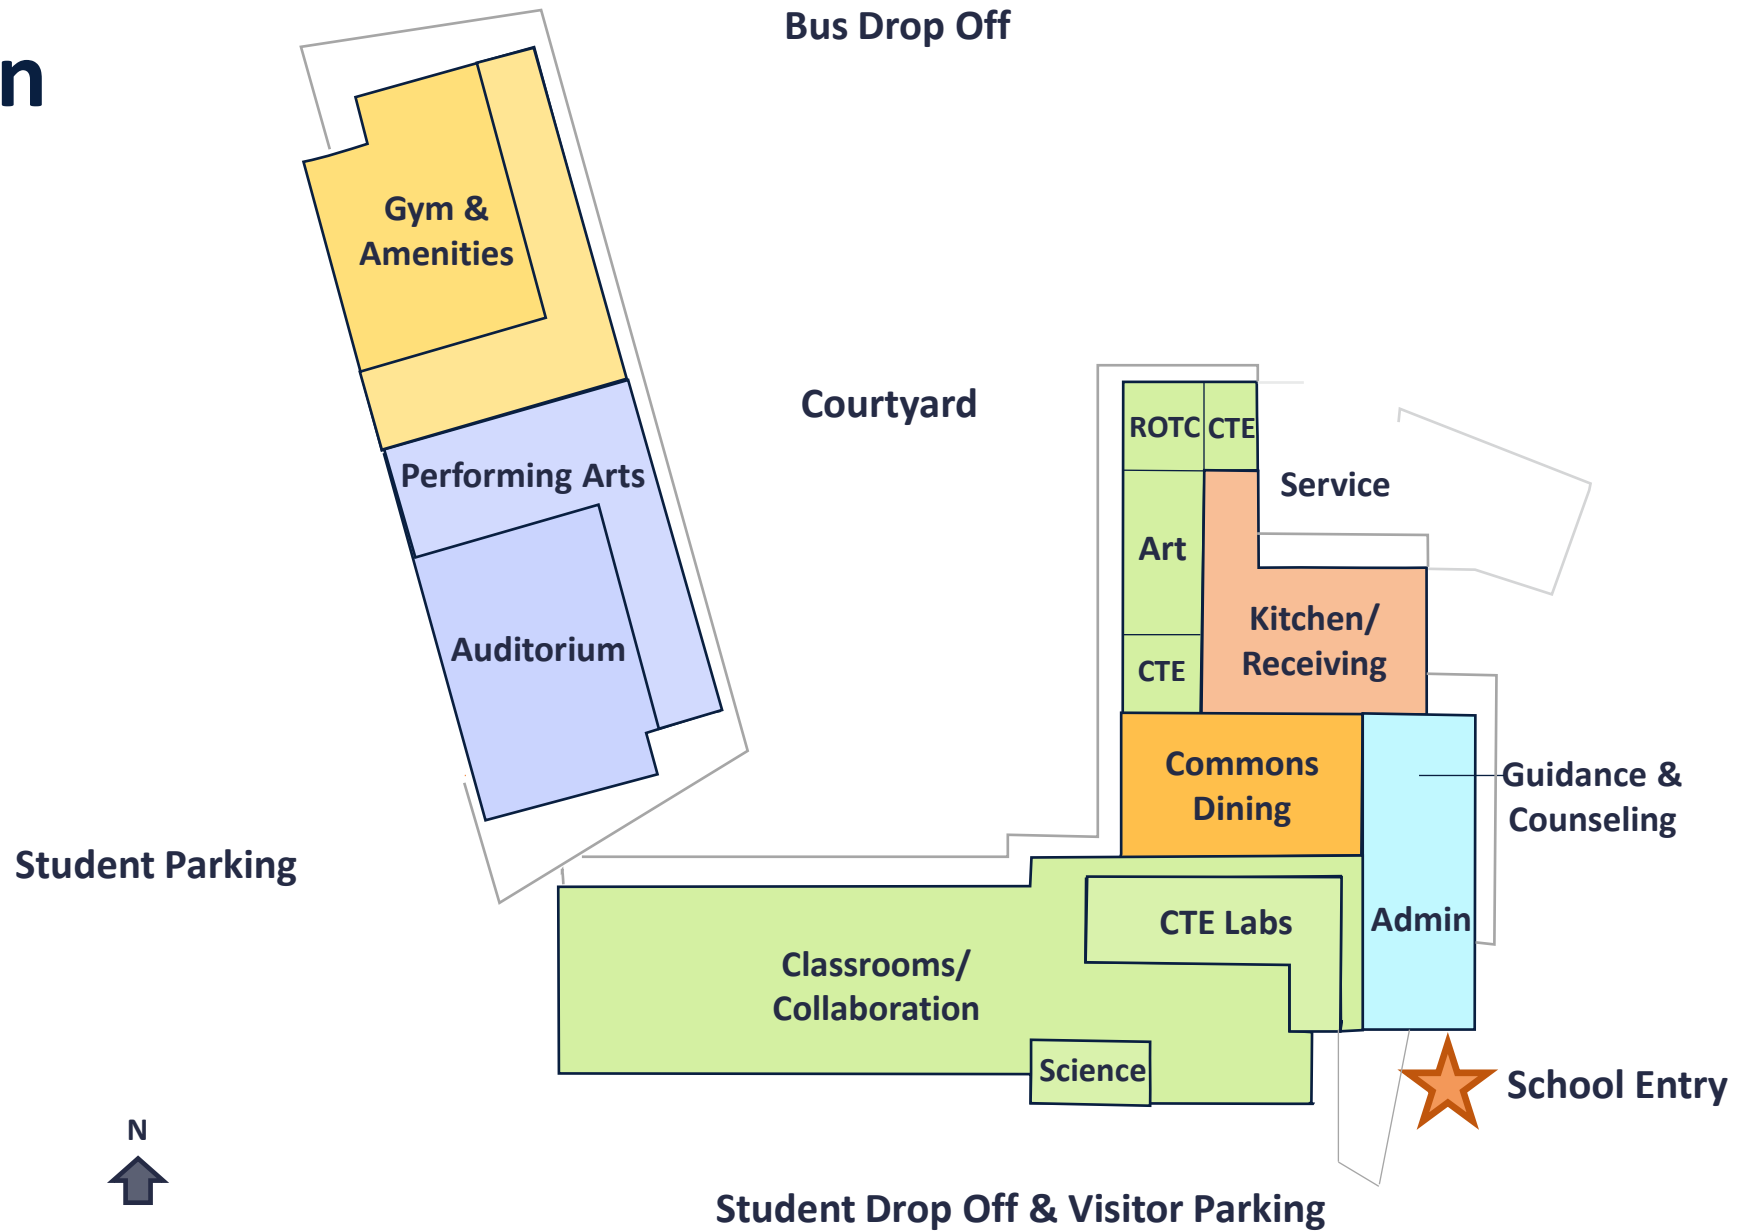 n
Bus Drop Off
Gym &
Amenities
Courtyard
ROTC
CTE
Performing Arts
Service
Art
Auditorium
Kitchen/
Receiving
CTE
Commons
Dining
Guidance &
Counseling
Student Parking
CTE Labs
Admin
Classrooms/
Collaboration
Science
School Entry
N
Student Drop Off & Visitor Parking